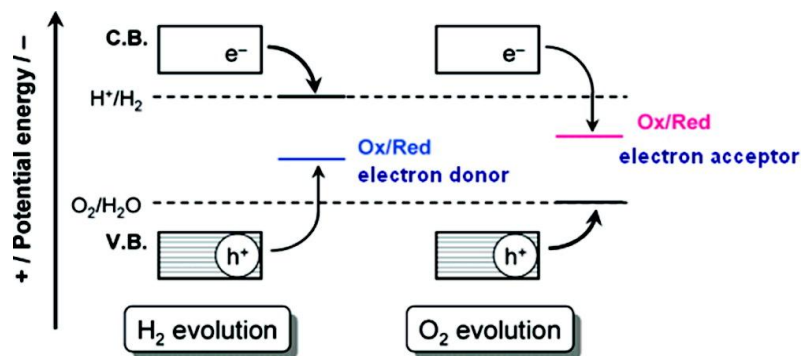 + / Potential energy / –
C.B.
e–
e–
H+/H2
Ox/Red
electron donor
Ox/Red
electron acceptor
O2/H2O
V.B.
h+
h+
H2 evolution
O2 evolution